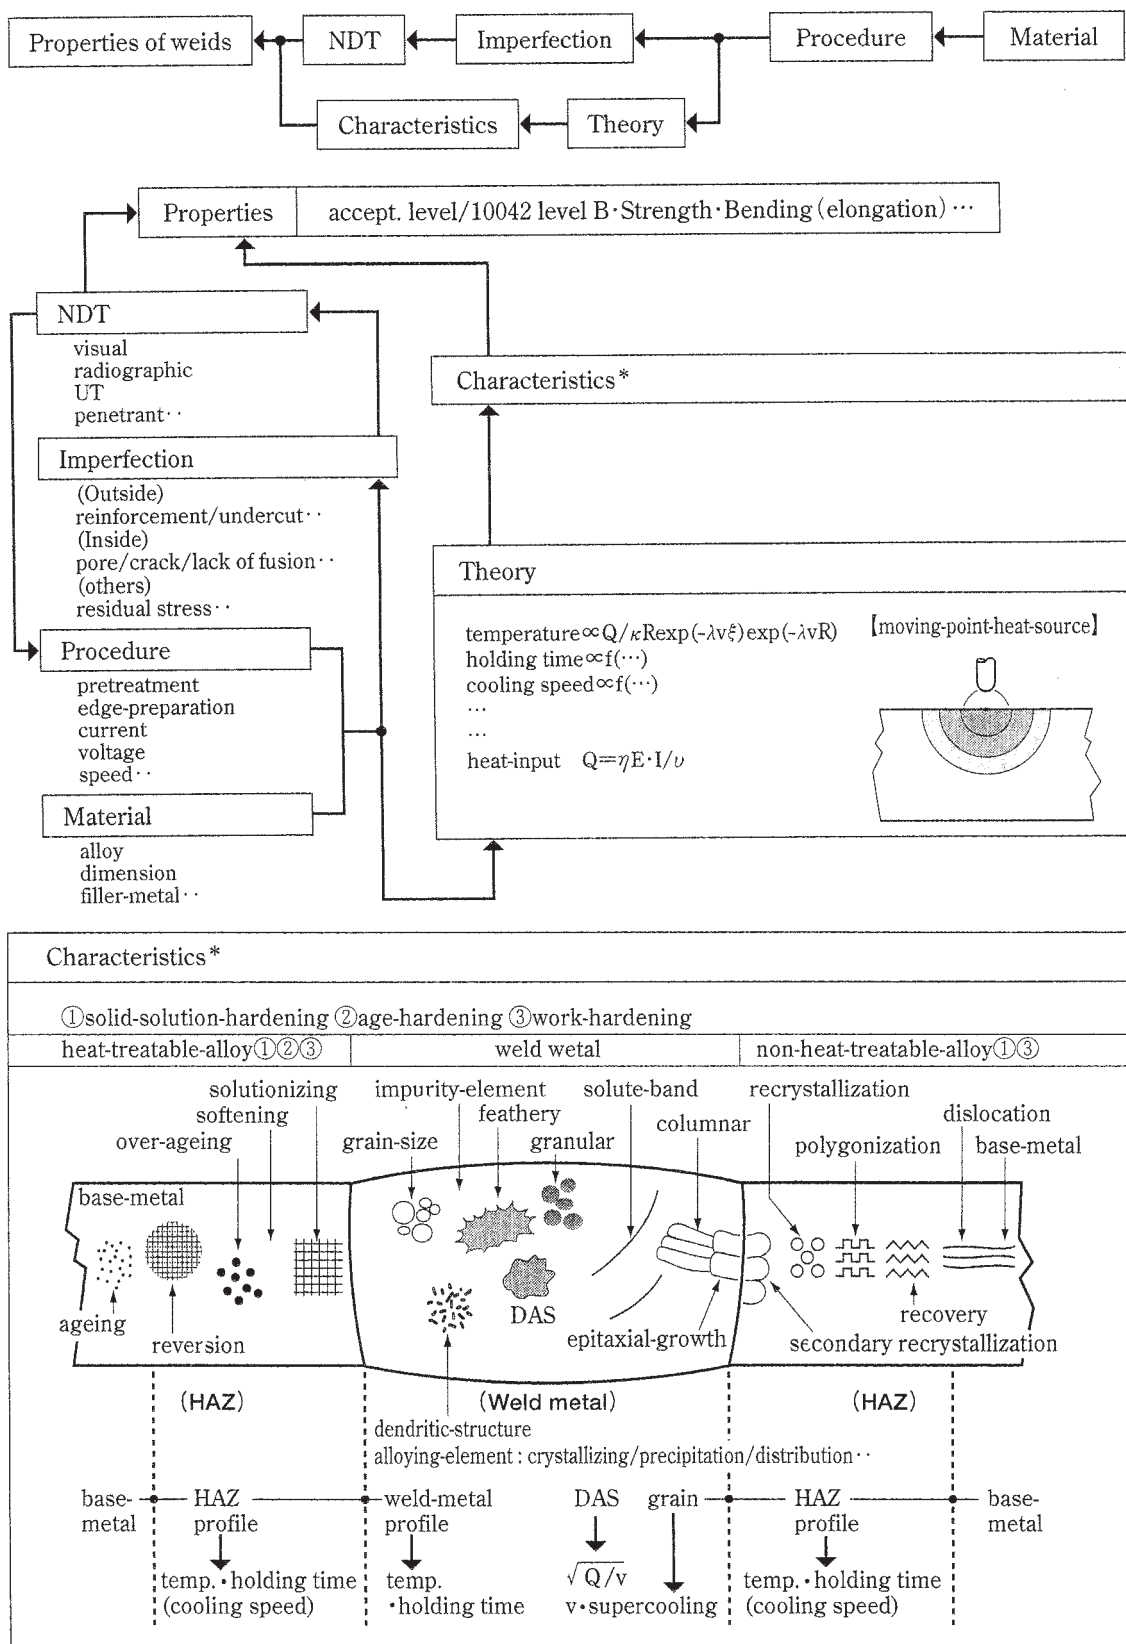 Properties of weids
NDT
Imperfection
Procedure
Material
Characteristics
Theory
Properties
accept. level/10042 level B·Strength·Bending(elongation)···
NDT
visual
radiographic
UT
penetrant··
Characteristics*
Imperfection
(Outside)
reinforcement/undercut··
(Inside)
pore/crack/lack of fusion··
(others)
residual stress··
Theory
temperature∝Q/κRexp(-λvξ)exp(-λvR)
【moving-point-heat-source】
holding time∝f(···)
cooling speed∝f(···)
···
···
heat-input Q=ηE·I/υ
Procedure
pretreatment
edge-preparation
current
voltage
speed··
Material
alloy
dimension
filler-metal··
Characteristics*
①solid-solution-hardening ②age-hardening ③work-hardening
heat-treatable-alloy①②③
weld wetal
non-heat-treatable-alloy①③
solutionizing
softening
over-ageing
impurity-element
feathery
grain-size
granular
solute-band
columnar
recrystallization
dislocation
polygonization
base-metal
base-metal
ageing
reversion
DAS
epitaxial-growth
recovery
secondary recrystallization
(HAZ)
(Weld metal)
(HAZ)
dendritic-structure
alloying-element : crystallizing/precipitation/distribution··
base-
metal
HAZ
profile
weld-metal
profile
DAS
grain
HAZ
profile
base-
metal
temp.·holding time
(cooling speed)
temp.
·holding time
√Q/v
v·supercooling
temp.·holding time
(cooling speed)